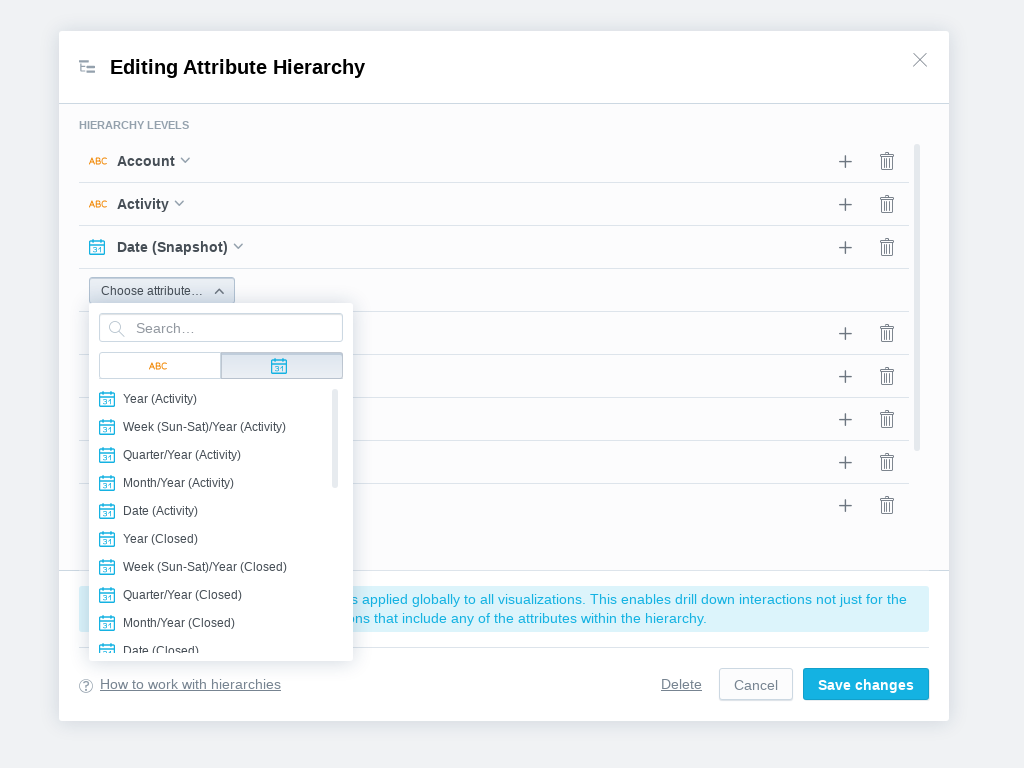 Editing Attribute Hierarchy
HIERARCHY LEVELS
ABC Account
ABC Activity
31 Date (Snapshot)
Choose attribute…
Search…
ABC 31
31 Year (Activity)
31 Week (Sun-Sat)/Year (Activity)
31 Quarter/Year (Activity)
31 Month/Year (Activity)
31 Date (Activity)
31 Year (Closed)
31 Week (Sun-Sat)/Year (Closed)
31 Quarter/Year (Closed)
31 Month/Year (Closed)
31 Date (Closed)
s applied globally to all visualizations. This enables drill down interactions not just for the
ons that include any of the attributes within the hierarchy.
? How to work with hierarchies
Delete Cancel Save changes